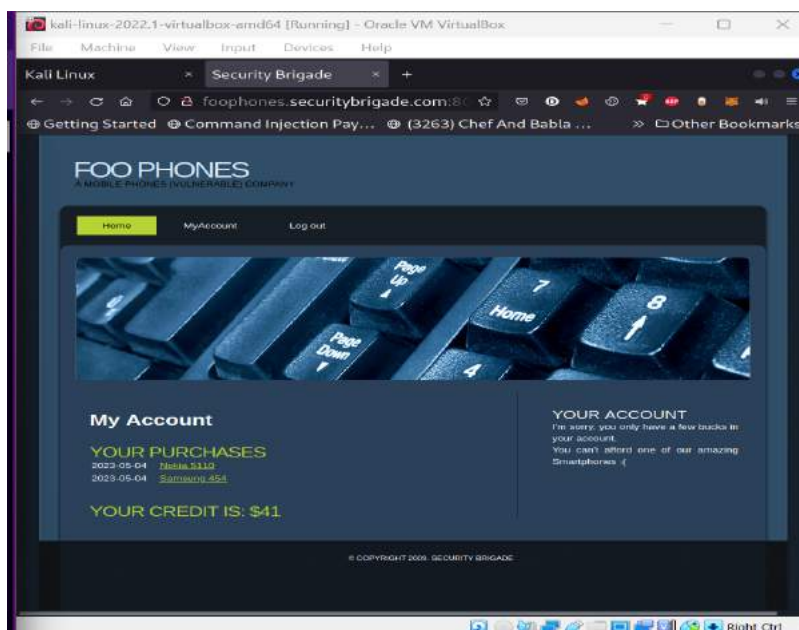 kali-linux-2022.1-virtualbox-amd64 [Running] - Oracle VM VirtualBox
File Machine View Input Devices Help
Kali Linux × Security Brigade × +
foophones.securitybrigade.com:8
Getting Started Command Injection Pay... (3263) Chef And Babla ... » Other Bookmarks
FOO PHONES
A MOBILE PHONES (VULNERABLE) COMPANY
Home MyAccount Log out
Page Up
7 Home
8
Page Down
4
My Account
YOUR PURCHASES
2023-05-04 Nokia 5110
2023-05-04 Samsung 454
YOUR CREDIT IS: $41
YOUR ACCOUNT
I'm sorry, you only have a few bucks in
your account.
You can't afford one of our amazing
Smartphones :(
© COPYRIGHT 2009. SECURITY BRIGADE
Right Ctrl